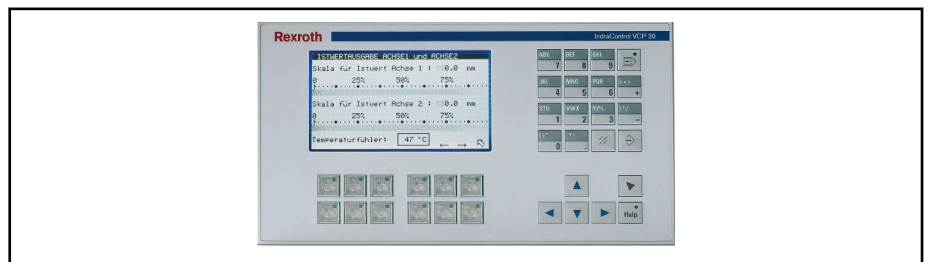 Rexroth
IndraControl VCP 20
ISTWERTAUSGABE ACHSE1 und ACHSE2
Skala für Istwert Achse 1 : 0.0 mm
0 25% 50% 75%
Skala für Istwert Achse 2 : 0.0 mm
0 25% 50% 75%
Temperaturfühler: 47 °C
← → 
ABC 7 DEF 8 GHI 9
JKL 4 MNO 5 PQR 6 +
STU 1 VWX 2 YZ% 3 –
0 .
Help